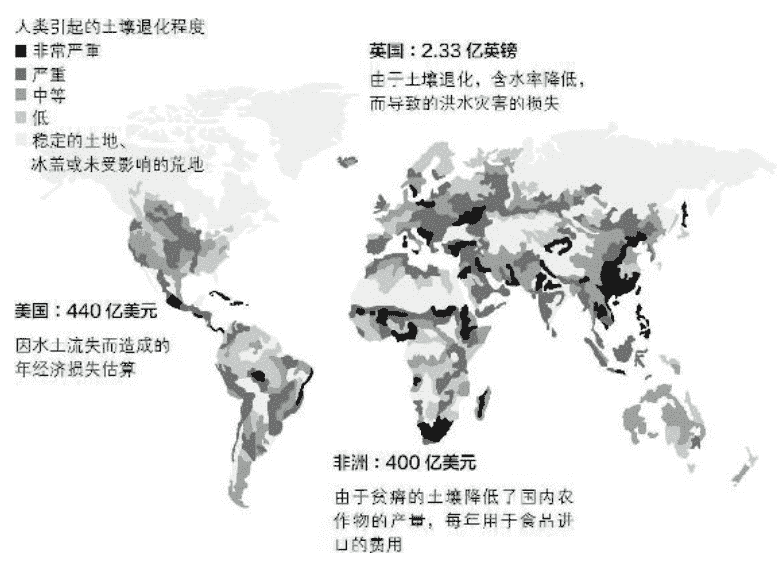 人类引起的土壤退化程度
非常严重
严重
中等
低
稳定的土地、
冰盖或未受影响的荒地
英国：2.33 亿英镑
由于土壤退化，含水率降低，
而导致的洪水灾害的损失
美国：440 亿美元
因水土流失而造成的
年经济损失估算
非洲：400 亿美元
由于贫瘠的土壤降低了国内农
作物的产量，每年用于食品进
口的费用